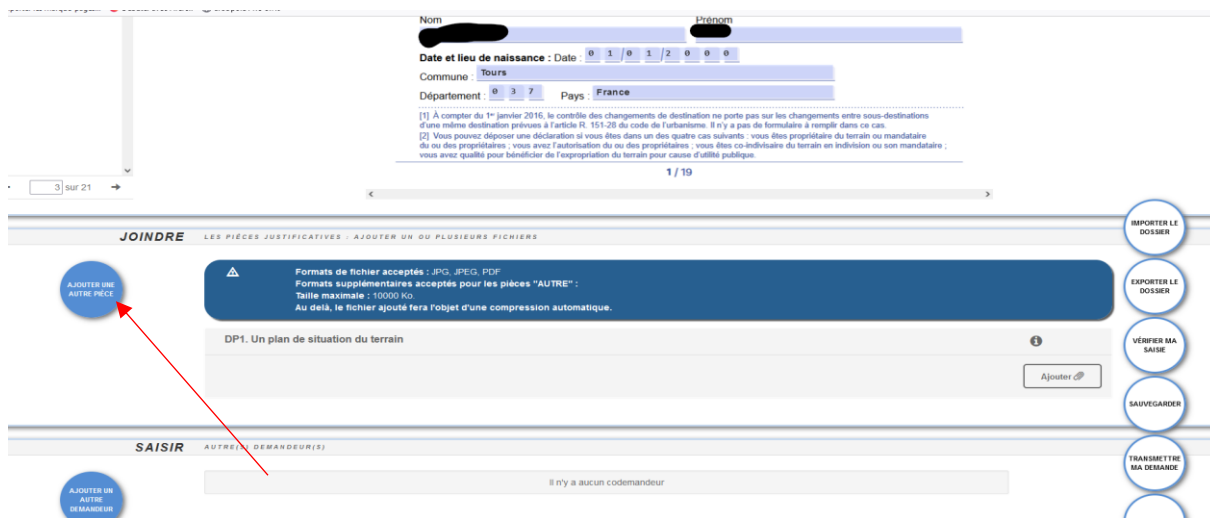 Nom Prénom
Date et lieu de naissance : Date : 0 1 / 0 1 / 2 0 0 0
Commune : Tours
Département : 0 3 7 Pays : France
[1] À compter du 1er janvier 2016, le contrôle des changements de destination ne porte pas sur les changements entre sous-destinations
d'une même destination prévues à l'article R. 151-28 du code de l'urbanisme. Il n'y a pas de formulaire à remplir dans ce cas.
[2] Vous pouvez déposer une déclaration si vous êtes dans un des quatre cas suivants : vous êtes propriétaire du terrain ou mandataire
du ou des propriétaires ; vous avez l'autorisation du ou des propriétaires ; vous êtes co-indivisaire du terrain en indivision ou son mandataire ;
vous avez qualité pour bénéficier de l'expropriation du terrain pour cause d'utilité publique.
1 / 19
3 sur 21
IMPORTER LE
DOSSIER
JOINDRE LES PIÈCES JUSTIFICATIVES - AJOUTER UN OU PLUSIEURS FICHIERS
AJOUTER UNE
AUTRE PIÈCE
Formats de fichier acceptés : JPG, JPEG, PDF
Formats supplémentaires acceptés pour les pièces "AUTRE" :
Taille maximale : 10000 Ko.
Au delà, le fichier ajouté fera l'objet d'une compression automatique.
EXPORTER LE
DOSSIER
DP1. Un plan de situation du terrain
VÉRIFIER MA
SAISIE
Ajouter
SAUVEGARDER
SAISIR AUTRE(S) DEMANDEUR(S)
TRANSMETTRE
MA DEMANDE
Il n'y a aucun codemandeur
AJOUTER UN
AUTRE
DEMANDEUR